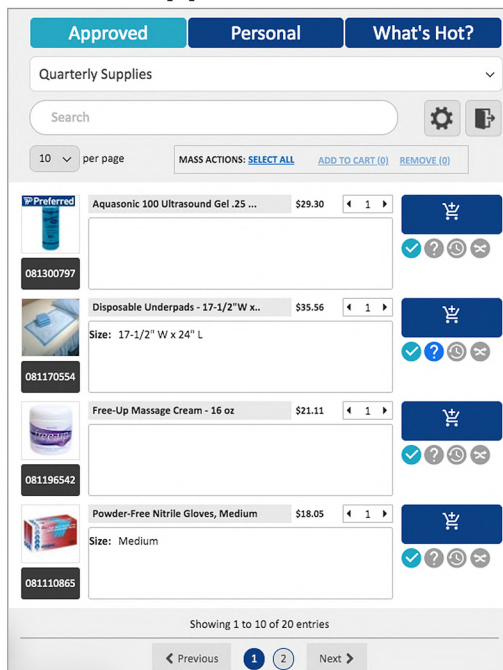 Approved Personal What's Hot?
Quarterly Supplies
Search
10 per page MASS ACTIONS: SELECT ALL ADD TO CART (0) REMOVE (0)
Preferred Aquasonic 100 Ultrasound Gel .25 ... $29.30 1
081300797
Disposable Underpads - 17-1/2"W x.. $35.56 1
Size: 17-1/2" W x 24" L
081170554
Free-Up Massage Cream - 16 oz $21.11 1
free-up
081196542
Powder-Free Nitrile Gloves, Medium $18.05 1
Size: Medium
081110865
Showing 1 to 10 of 20 entries
Previous 1 2 Next